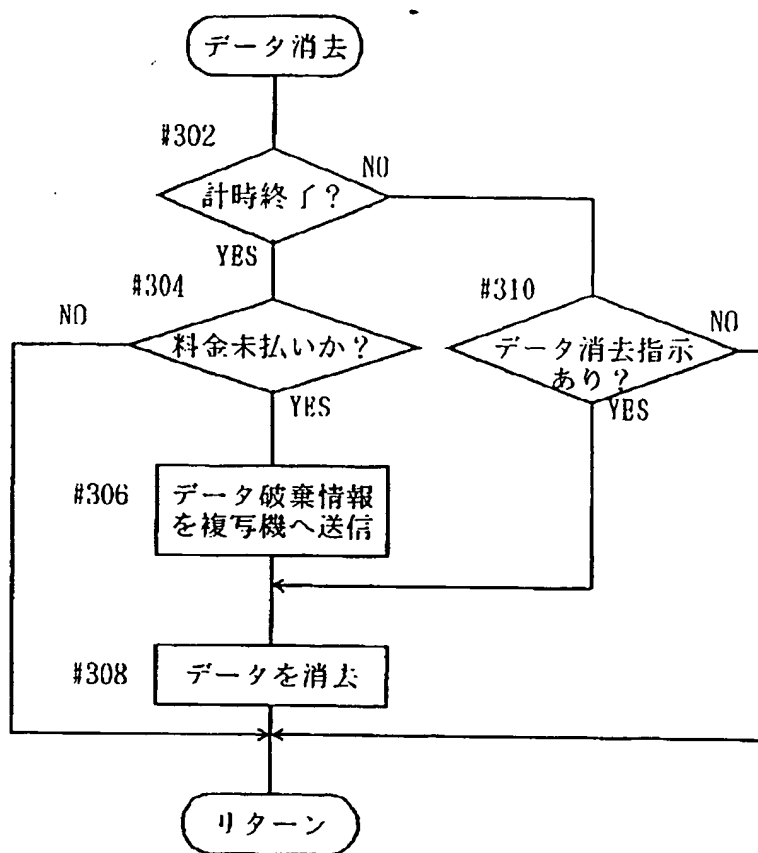 データ消去
#302
計時終了?
NO
YES
#304
#310
NO
料金未払いか?
NO
データ消去指示
あり?
YES
YES
#306
データ破棄情報
を複写機へ送信
#308
データを消去
リターン